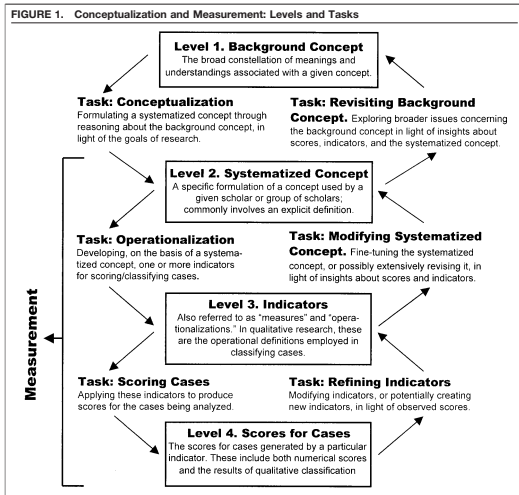 FIGURE 1. Conceptualization and Measurement: Levels and Tasks
Level 1. Background Concept
The broad constellation of meanings and
understandings associated with a given concept.
Task: Conceptualization
Formulating a systematized concept through
reasoning about the background concept, in
light of the goals of research.
Task: Revisiting Background
Concept. Exploring broader issues concerning
the background concept in light of insights about
scores, indicators, and the systematized concept.
Level 2. Systematized Concept
A specific formulation of a concept used by a
given scholar or group of scholars;
commonly involves an explicit definition.
Task: Operationalization
Developing, on the basis of a systema-
tized concept, one or more indicators
for scoring/classifying cases.
Task: Modifying Systematized
Concept. Fine-tuning the systematized
concept, or possibly extensively revising it, in
light of insights about scores and indicators.
Level 3. Indicators
Also referred to as "measures" and "opera-
tionalizations." In qualitative research, these
are the operational definitions employed in
classifying cases.
Measurement
Task: Scoring Cases
Applying these indicators to produce
scores for the cases being analyzed.
Task: Refining Indicators
Modifying indicators, or potentially creating
new indicators, in light of observed scores.
Level 4. Scores for Cases
The scores for cases generated by a particular
indicator. These include both numerical scores
and the results of qualitative classification